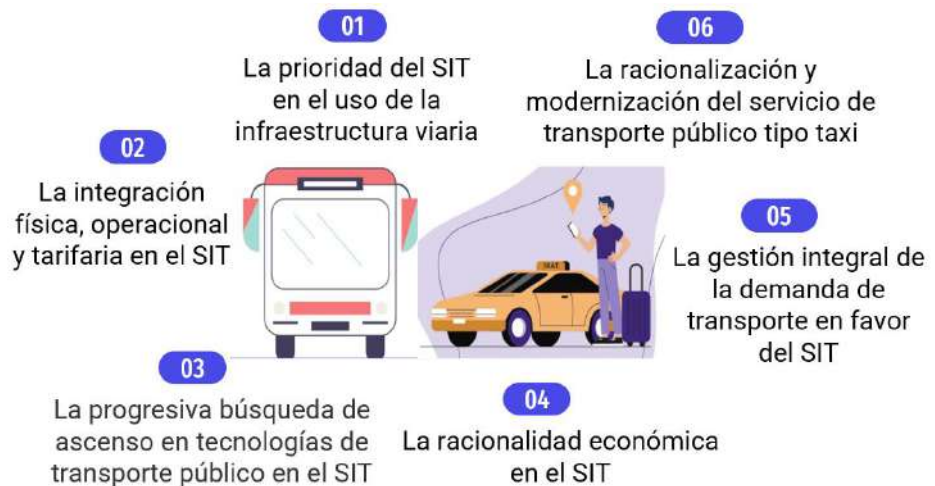 01
La prioridad del SIT
en el uso de la
infraestructura viaria
02
La integración
física, operacional
y tarifaria en el SIT
03
La progresiva búsqueda de
ascenso en tecnologías de
transporte público en el SIT
04
La racionalidad económica
en el SIT
05
La gestión integral de
la demanda de
transporte en favor
del SIT
06
La racionalización y
modernización del servicio de
transporte público tipo taxi